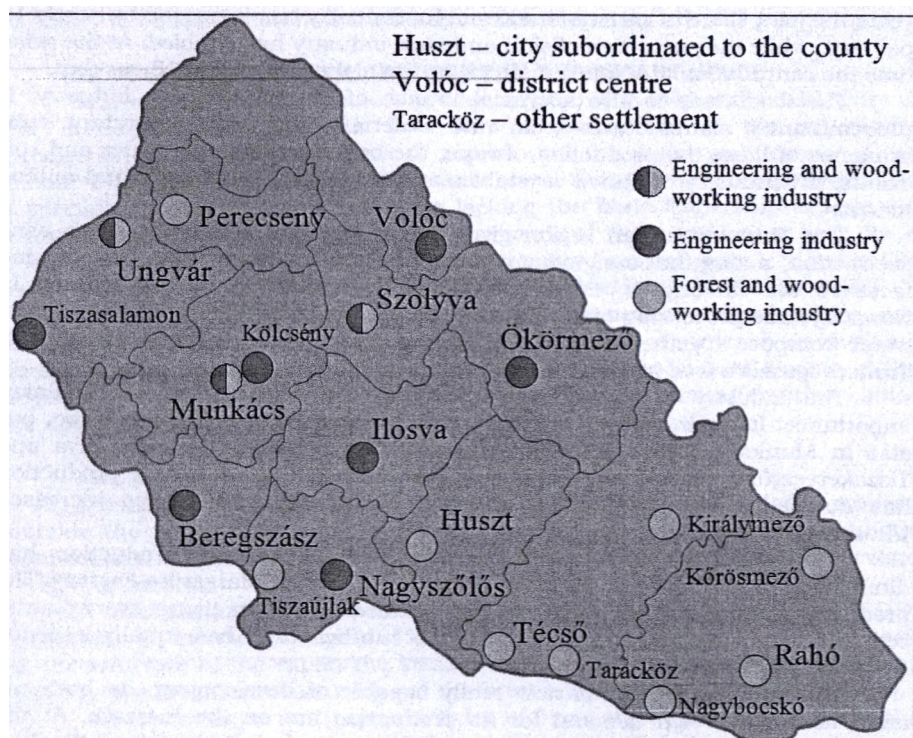 Huszt – city subordinated to the county
Volóc – district centre
Taracköz – other settlement
Engineering and wood-
working industry
Engineering industry
Forest and wood-
working industry
Perecseny
Volóc
Ungvár
Szolyva
Tiszasalamon
Kölcsény
Ökörmező
Munkács
Ilosva
Beregszász
Huszt
Királymező
Kőrösmező
Nagyszőlős
Tiszaújlak
Técső
Taracköz
Rahó
Nagybocskó